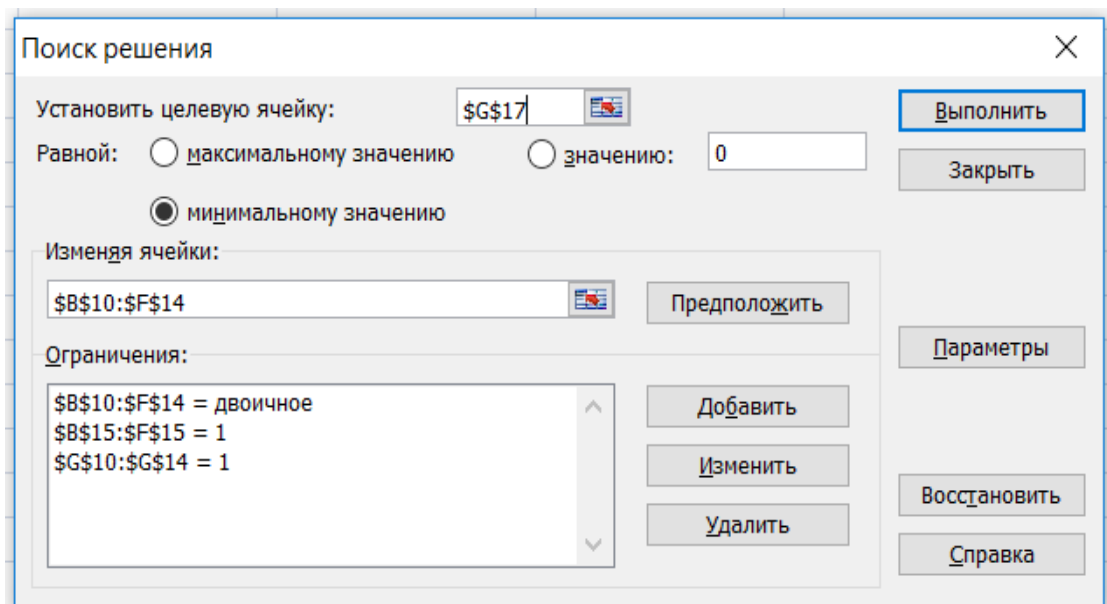 Поиск решения
Установить целевую ячейку: $G$17 Выполнить
Равной: максимальному значению значению: 0 Закрыть
минимальному значению
Изменяя ячейки:
$B$10:$F$14 Предположить
Ограничения: Параметры
$B$10:$F$14 = двоичное Добавить
$B$15:$F$15 = 1
$G$10:$G$14 = 1 Изменить
Восстановить
Удалить
Справка